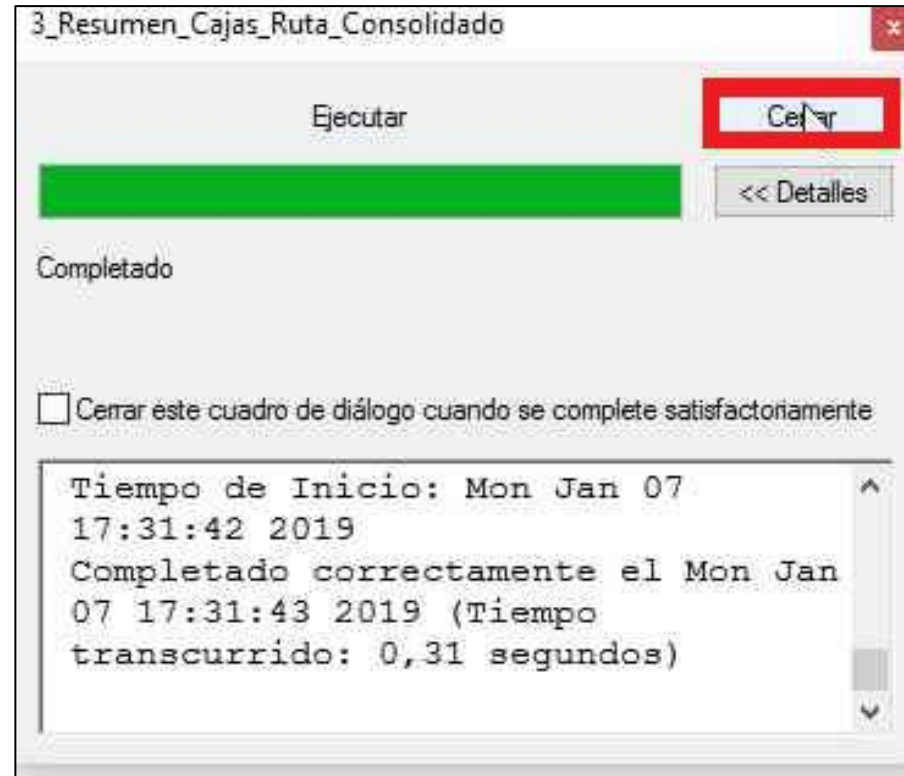 3_Resumen_Cajas_Ruta_Consolidado
Ejecutar
Cerrar
<< Detalles
Completado
Cerrar este cuadro de diálogo cuando se complete satisfactoriamente
Tiempo de Inicio: Mon Jan 07
17:31:42 2019
Completado correctamente el Mon Jan
07 17:31:43 2019 (Tiempo
transcurrido: 0,31 segundos)